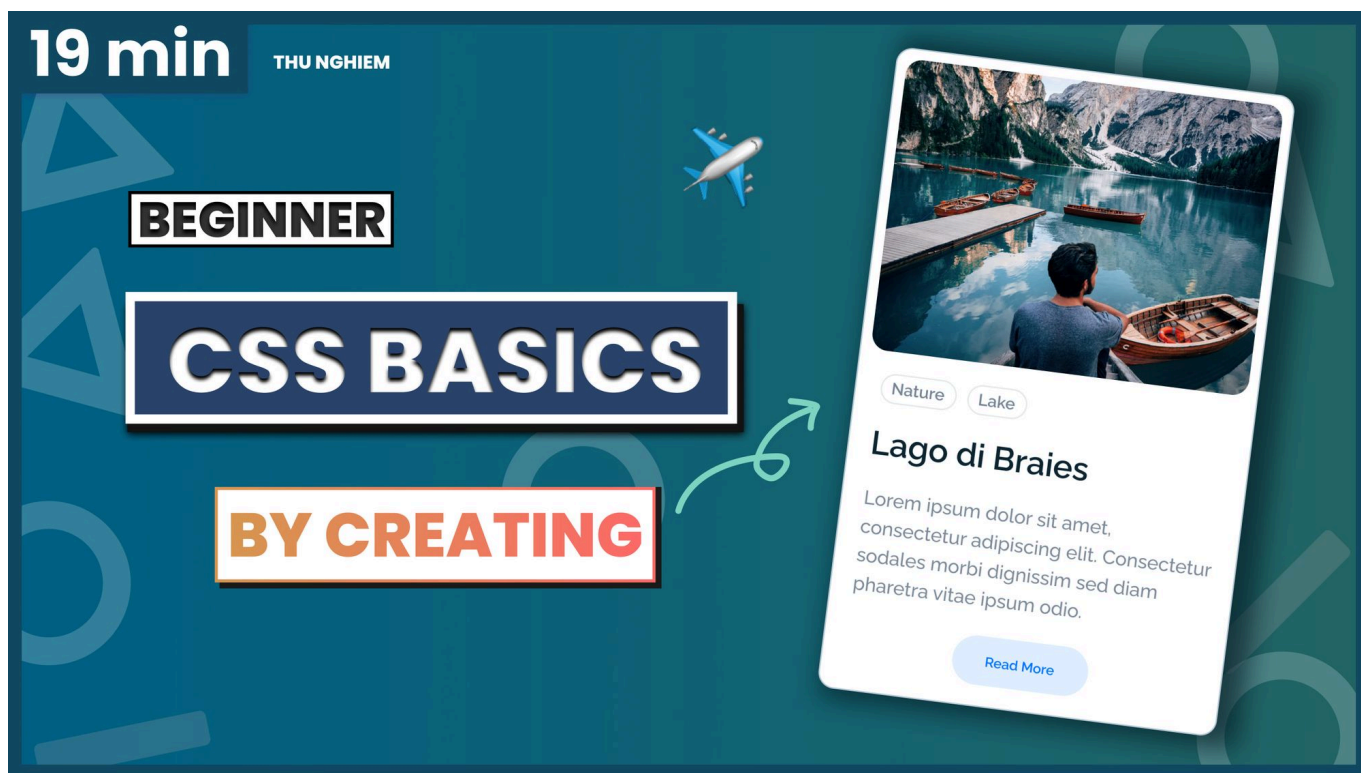 19 min
THU NGHIEM
BEGINNER
CSS BASICS
BY CREATING
Nature
Lake
Lago di Braies
Lorem ipsum dolor sit amet,
consectetur adipiscing elit. Consectetur
sodales morbi dignissim sed diam
pharetra vitae ipsum odio.
Read More